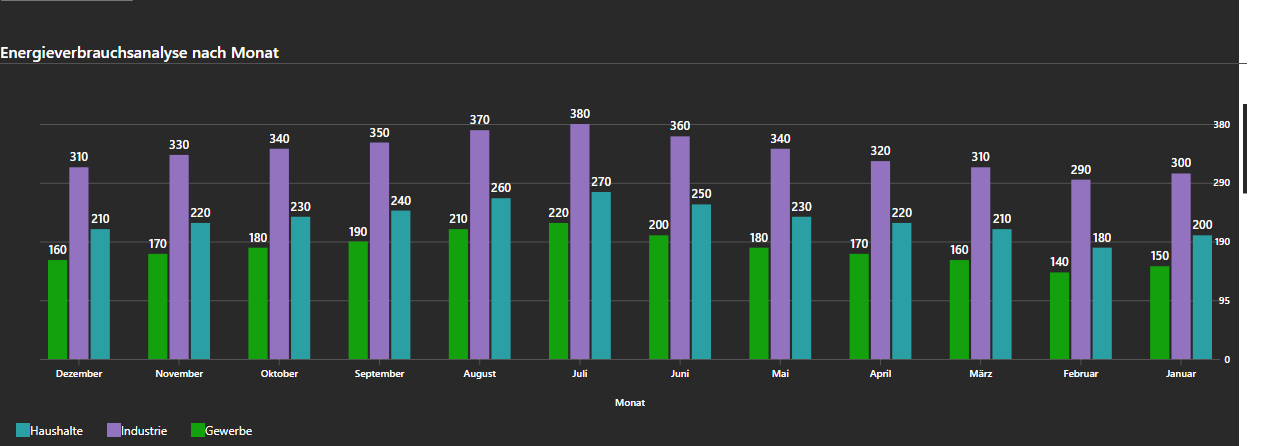 Energieverbrauchsanalyse nach Monat
160 310 210 170 330 220 180 340 230 190 350 240 210 370 260 220 380 270 200 360 250 180 340 230 170 320 220 160 310 210 140 290 180 150 300 200
380
290
190
95
0
Dezember November Oktober September August Juli Juni Mai April März Februar Januar
Monat
Haushalte Industrie Gewerbe